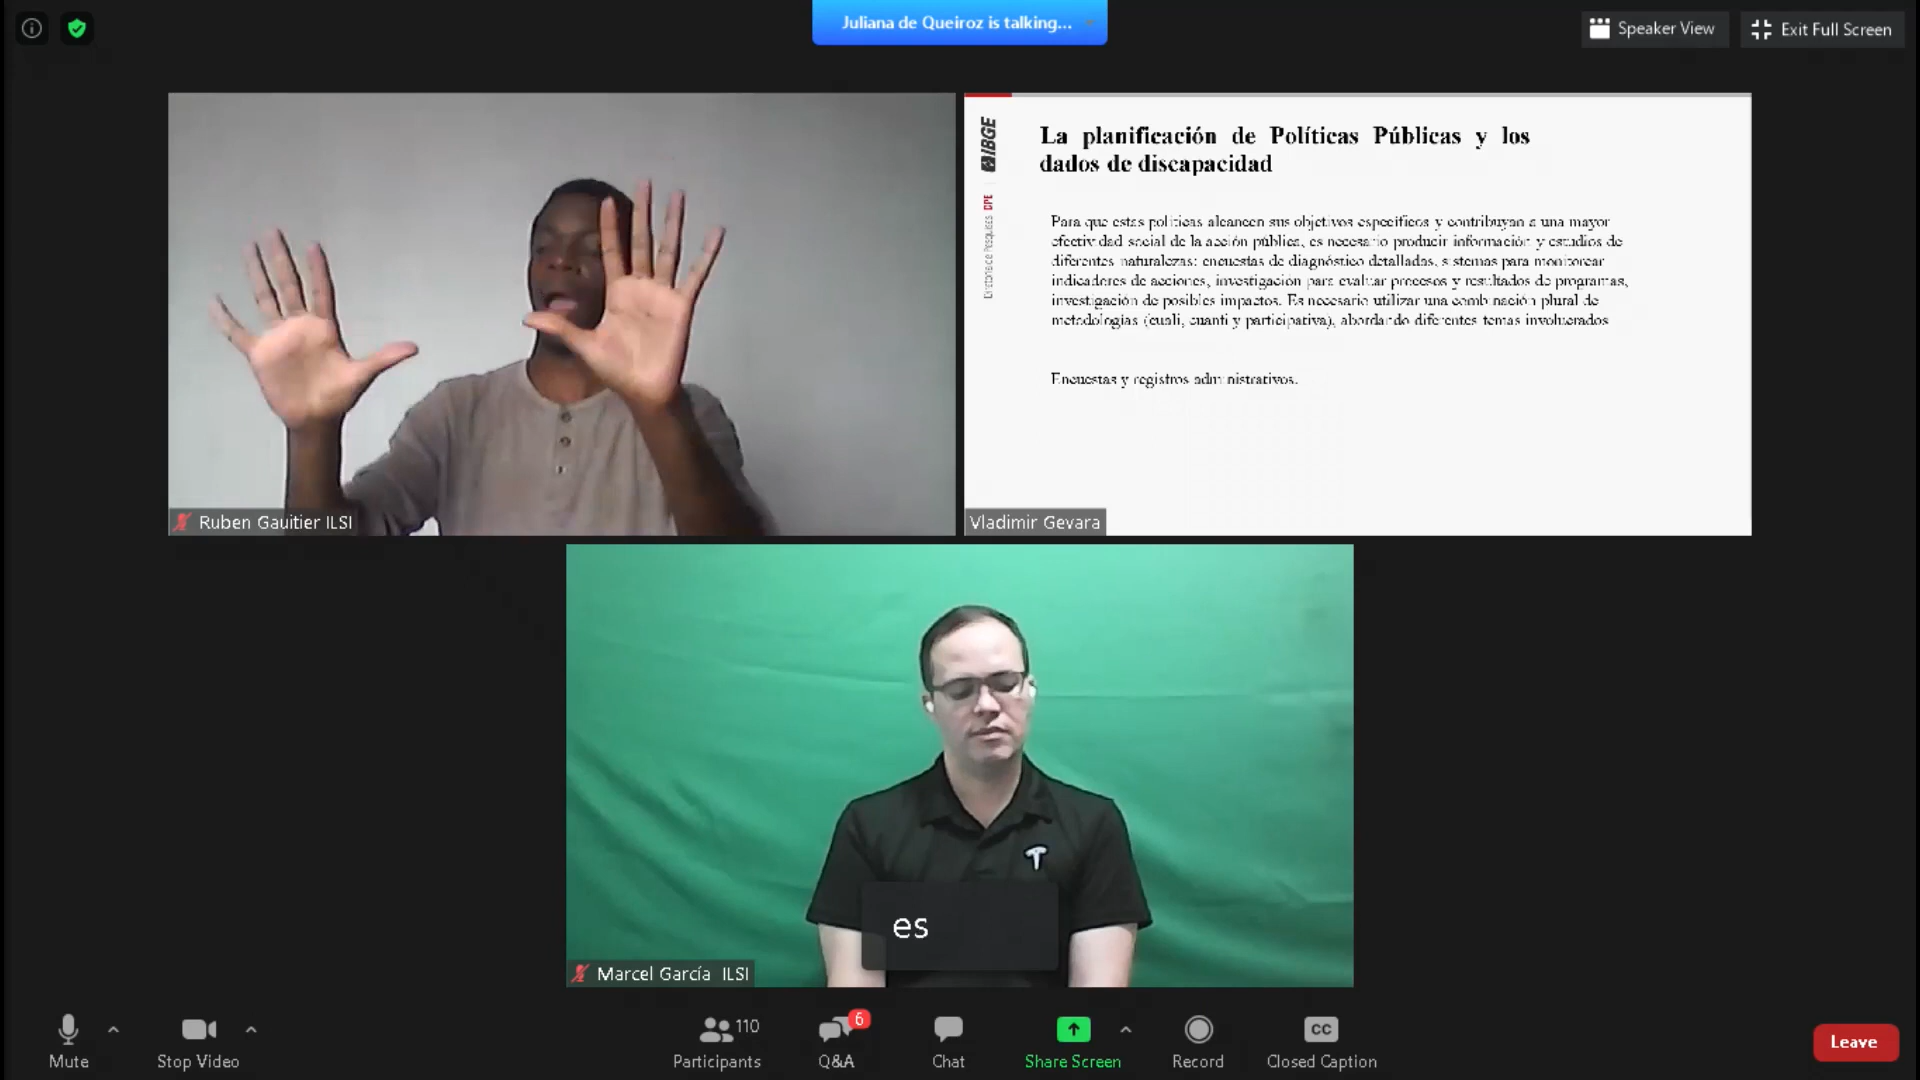 Juliana de Queiroz is talking...
Speaker View
Exit Full Screen
IBGE
DPE
La planificación de Políticas Públicas y los
dados de discapacidad
Para que estas políticas alcancen sus objetivos específicos y contribuyan a una mayor
efectividad social de la acción pública, es necesario producir información y estudios de
diferentes naturalezas: encuestas de diagnóstico detalladas, sistemas para monitorear
indicadores de acciones, investigación para evaluar procesos y resultados de programas,
investigación de posibles impactos. Es necesario utilizar una combinación plural de
metodologías (cuali, cuanti y participativa), abordando diferentes temas involucrados
Encuestas y registros administrativos.
Ruben Gauitier ILSI
Vladimir Gevara
es
Marcel García ILSI
Mute
Stop Video
110
Participants
6
Q&A
Chat
Share Screen
Record
CC
Closed Caption
Leave